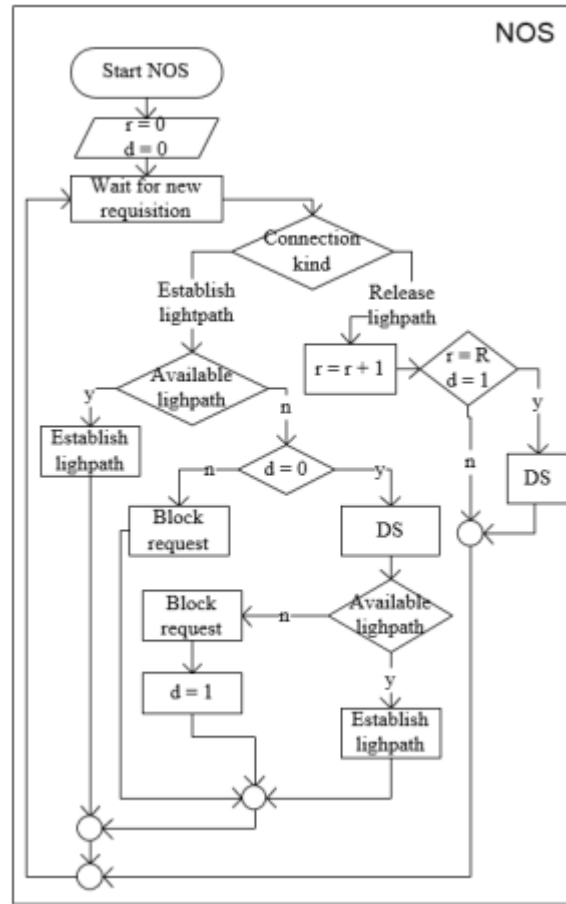 NOS
Start NOS
r = 0
d = 0
Wait for new
requisition
Connection
kind
Establish
lightpath
Release
lighpath
r = r + 1
r = R
d = 1
y
n
DS
Available
lighpath
y
n
Establish
lighpath
d = 0
n
y
Block
request
DS
Available
lighpath
n
y
Block
request
d = 1
Establish
lighpath